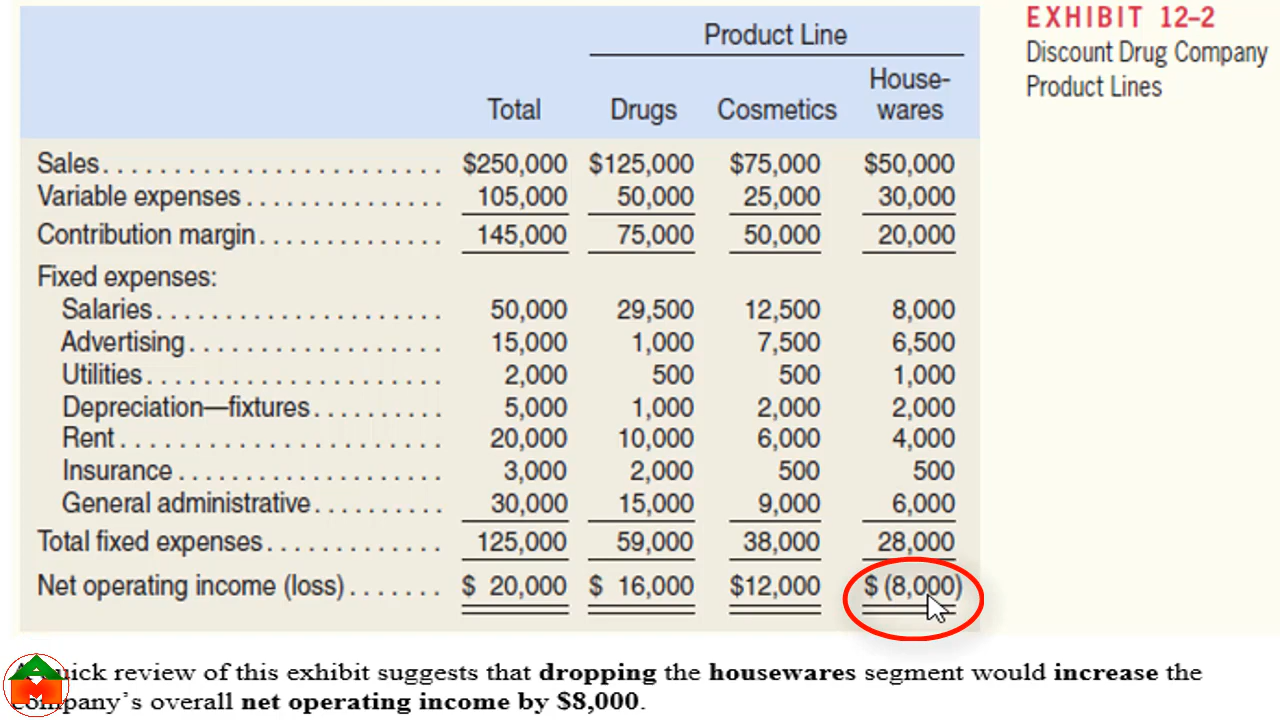 EXHIBIT 12–2
Discount Drug Company
Product Lines
Product Line
Total Drugs Cosmetics House-
wares
Sales........................ $250,000 $125,000 $75,000 $50,000
Variable expenses............... 105,000 50,000 25,000 30,000
Contribution margin.............. 145,000 75,000 50,000 20,000
Fixed expenses:
Salaries..................... 50,000 29,500 12,500 8,000
Advertising.................. 15,000 1,000 7,500 6,500
Utilities...................... 2,000 500 500 1,000
Depreciation—fixtures.......... 5,000 1,000 2,000 2,000
Rent....................... 20,000 10,000 6,000 4,000
Insurance................... 3,000 2,000 500 500
General administrative.......... 30,000 15,000 9,000 6,000
Total fixed expenses............. 125,000 59,000 38,000 28,000
Net operating income (loss)....... $ 20,000 $ 16,000 $12,000 $ (8,000)
A quick review of this exhibit suggests that dropping the housewares segment would increase the
company's overall net operating income by $8,000.